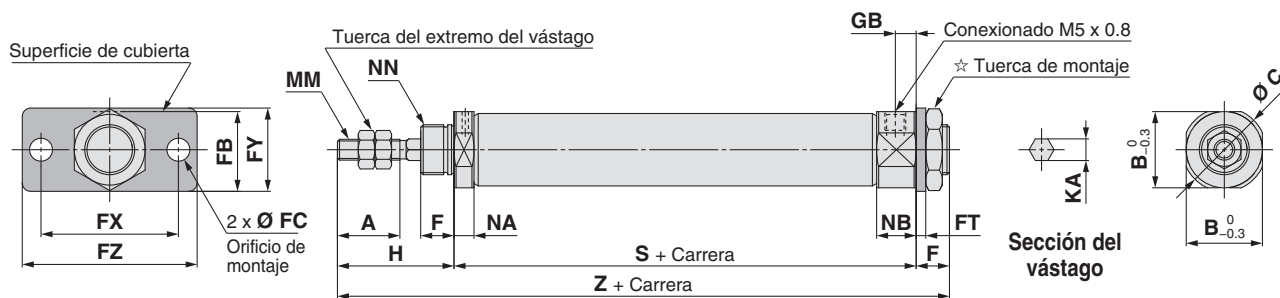 Superficie de cubierta
FB
FY
FX
FZ
2 x Ø FC
Orificio de
montaje
Tuerca del extremo del vástago
MM
NN
GB
Conexionado M5 x 0.8
☆ Tuerca de montaje
A
F
NA
H
S + Carrera
Z + Carrera
NB
FT
F
KA
Sección del
vástago
Ø C
B 0 -0.3
B 0 -0.3